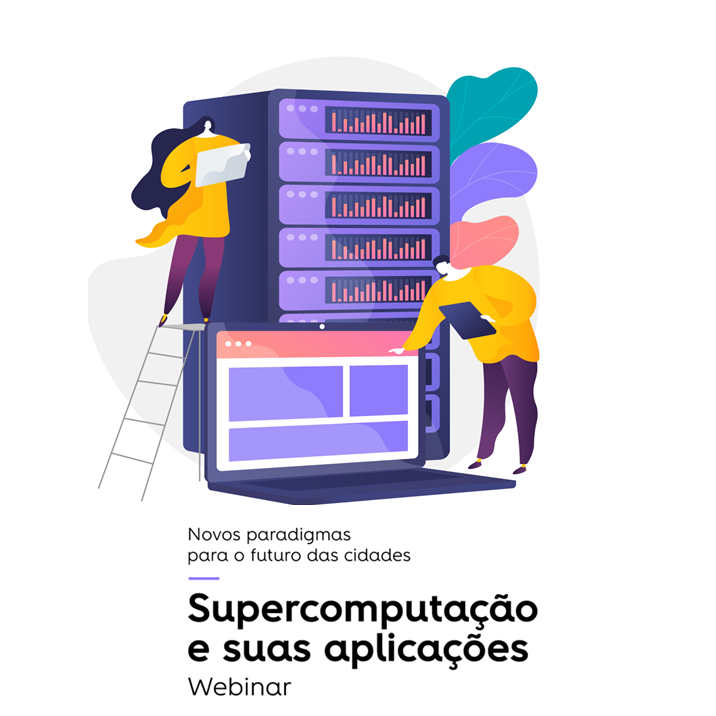 Novos paradigmas
para o futuro das cidades
Supercomputação
e suas aplicações
Webinar